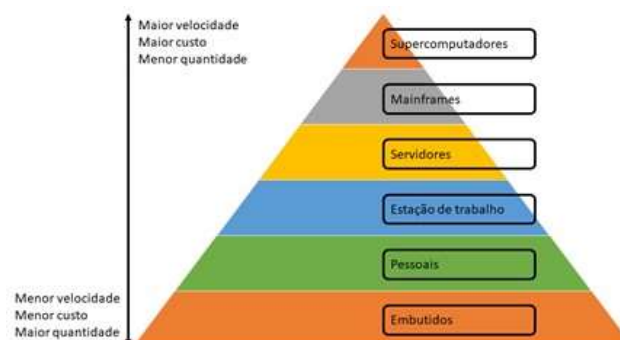 Maior velocidade
Maior custo
Menor quantidade
Supercomputadores
Mainframes
Servidores
Estação de trabalho
Pessoais
Menor velocidade
Menor custo
Maior quantidade
Embutidos